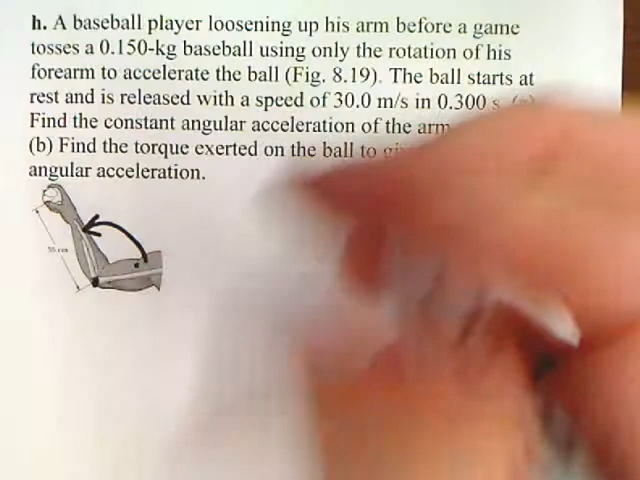 h. A baseball player loosening up his arm before a game
tosses a 0.150-kg baseball using only the rotation of his
forearm to accelerate the ball (Fig. 8.19). The ball starts at
rest and is released with a speed of 30.0 m/s in 0.300 s.
Find the constant angular acceleration of the arm
(b) Find the torque exerted on the ball to
angular acceleration.